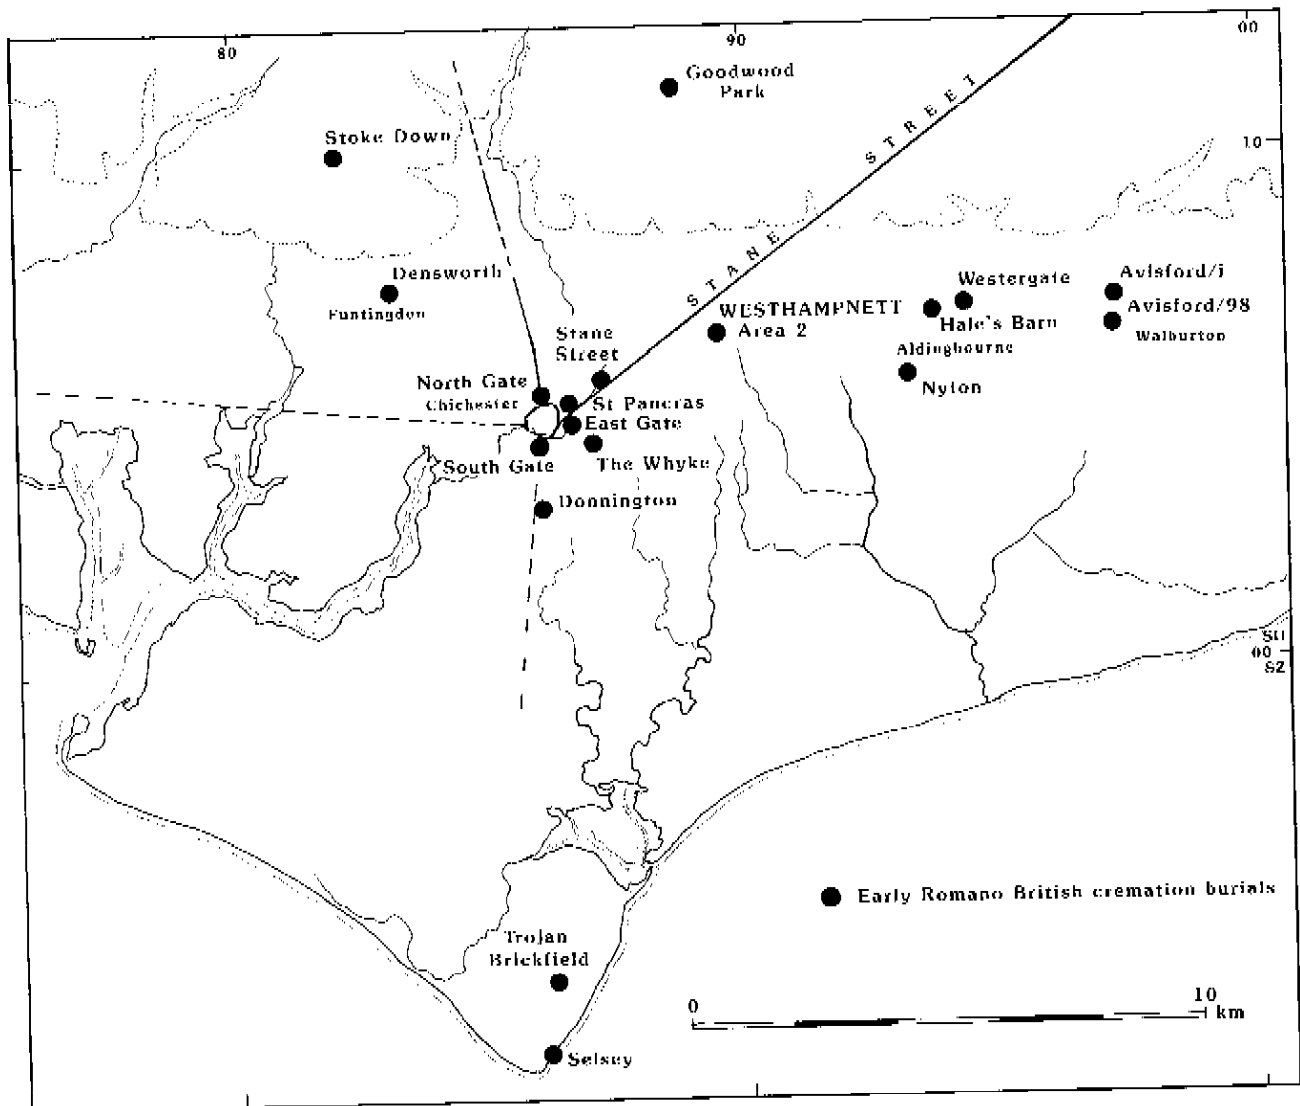 80
90
00
Goodwood
Park
STANE STREET
10
Stoke Down
Densworth
Funtingdon
Westergate
Avisford/j
Avisford/98
Walburton
WESTHAMPNETT
Area 2
Hale's Barn
Aldingbourne
Nyton
Stane
Street
North Gate
Chichester
St Pancras
East Gate
South Gate
The Whyke
Donnington
SU
00
SZ
Early Romano British cremation burials
Trojan
Brickfield
0
10
km
Selsey